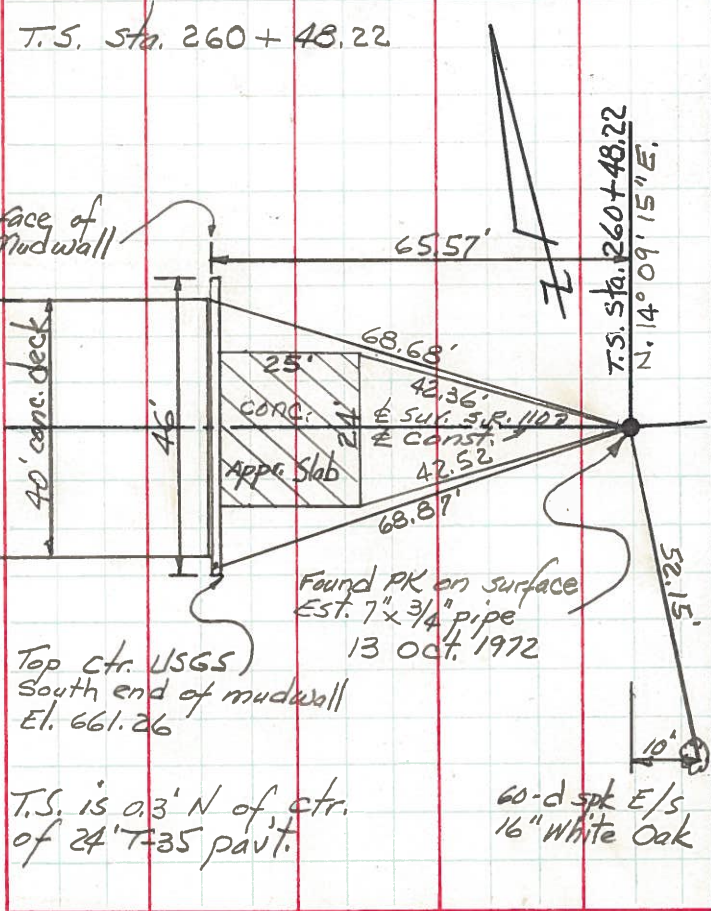 T.S. sta. 260 + 48.22
Face of
Mudwall
65.57'
T.S. sta. 260+48.22
N. 14° 09' 15" E.
68.68'
25'
42.36'
40' conc. deck
46'
conc.
24'
℄ sur. S.R. 1107
℄ const.
Appr. Slab
42.52
68.87'
Found PK on surface
Est. 7" x 3/4" pipe
13 Oct. 1972
52.15'
Top ctr. USGS
South end of mudwall
El. 661.26
10'
T.S. is 0.3' N of ctr.
of 24' T-35 pav't.
60-d spk E/s
16" White Oak